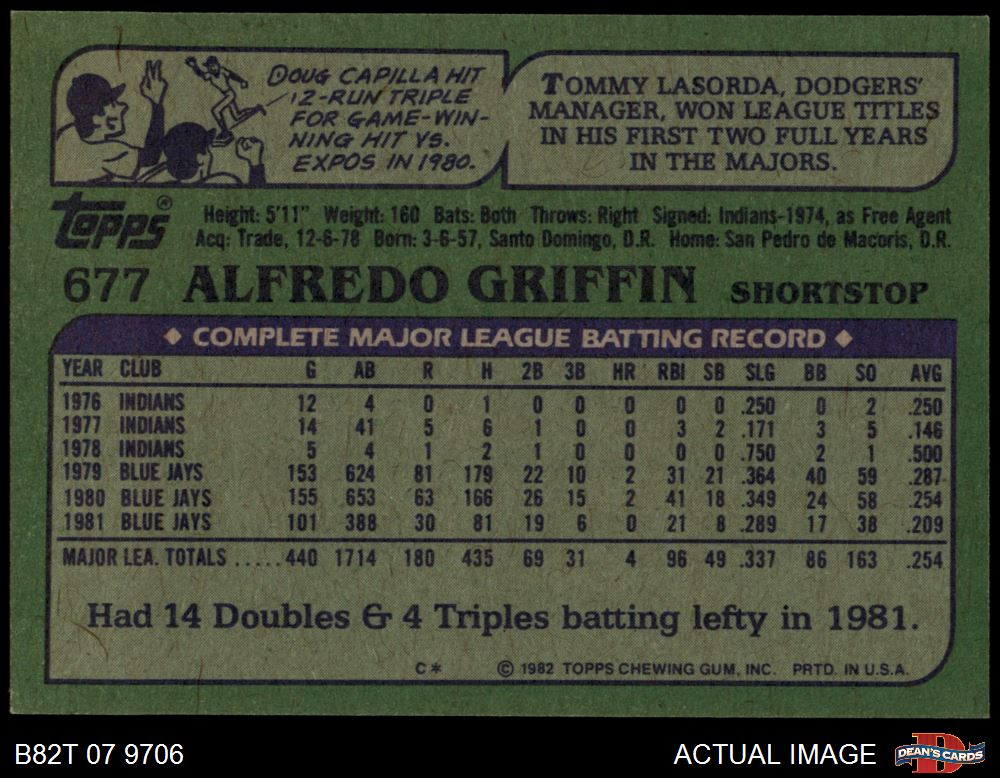 DOUG CAPILLA HIT
12-RUN TRIPLE
FOR GAME-WIN-
NING HIT VS.
EXPOS IN 1980.
TOMMY LASORDA, DODGERS'
MANAGER, WON LEAGUE TITLES
IN HIS FIRST TWO FULL YEARS
IN THE MAJORS.
topps®
Height: 5'11" Weight: 160 Bats: Both Throws: Right Signed: Indians-1974, as Free Agent
Acq: Trade, 12-6-78 Born: 3-6-57, Santo Domingo, D.R. Home: San Pedro de Macoris, D.R.
677 ALFREDO GRIFFIN SHORTSTOP
◆ COMPLETE MAJOR LEAGUE BATTING RECORD ◆
YEAR CLUB G AB R H 2B 3B HR RBI SB SLG BB SO AVG
1976 INDIANS 12 4 0 1 0 0 0 0 0 .250 0 2 .250
1977 INDIANS 14 41 5 6 1 0 0 3 2 .171 3 5 .146
1978 INDIANS 5 4 1 2 1 0 0 0 0 .750 2 1 .500
1979 BLUE JAYS 153 624 81 179 22 10 2 31 21 .364 40 59 .287
1980 BLUE JAYS 155 653 63 166 26 15 2 41 18 .349 24 58 .254
1981 BLUE JAYS 101 388 30 81 19 6 0 21 8 .289 17 38 .209
MAJOR LEA. TOTALS .....440 1714 180 435 69 31 4 96 49 .337 86 163 .254
Had 14 Doubles & 4 Triples batting lefty in 1981.
C* © 1982 TOPPS CHEWING GUM, INC. PRTD. IN U.S.A.
B82T 07 9706
ACTUAL IMAGE
DEAN'S CARDS